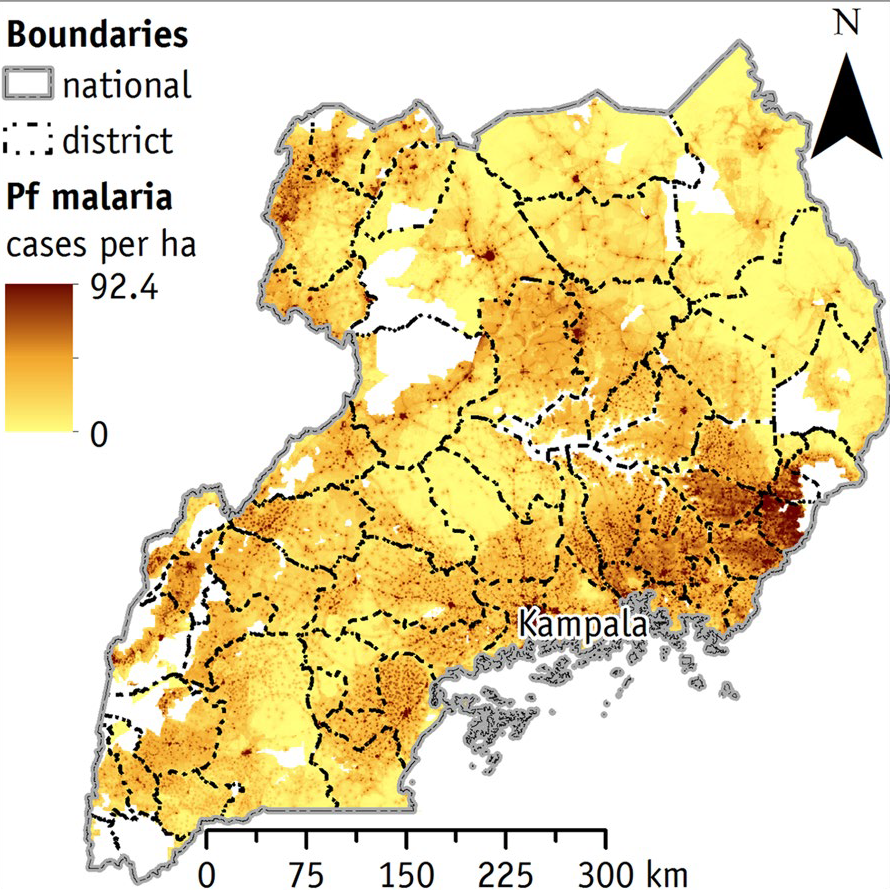 Boundaries
national
district
Pf malaria
cases per ha
92.4
0
N
Kampala
0 75 150 225 300 km